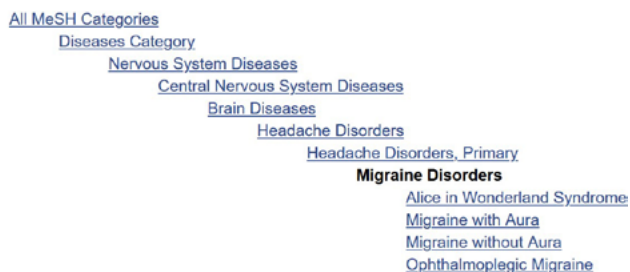 All MeSH Categories
Diseases Category
Nervous System Diseases
Central Nervous System Diseases
Brain Diseases
Headache Disorders
Headache Disorders, Primary
Migraine Disorders
Alice in Wonderland Syndrome
Migraine with Aura
Migraine without Aura
Ophthalmoplegic Migraine